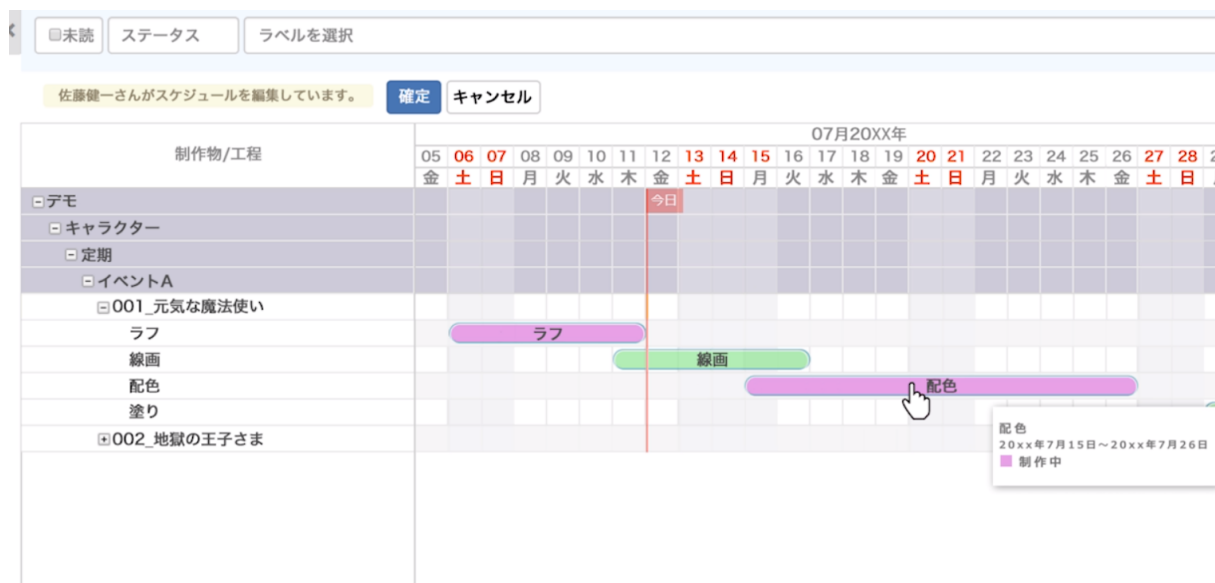 未読 ステータス ラベルを選択
佐藤健一さんがスケジュールを編集しています。 確定 キャンセル
07月20XX年
制作物/工程
05 06 07 08 09 10 11 12 13 14 15 16 17 18 19 20 21 22 23 24 25 26 27 28
金 土 日 月 火 水 木 金 土 日 月 火 水 木 金 土 日 月 火 水 木 金 土 日
デモ 今日
キャラクター
定期
イベントA
001_元気な魔法使い
ラフ ラフ
線画 線画
配色 配色
塗り
002_地獄の王子さま
配色
20xx年7月15日～20xx年7月26日
制作中